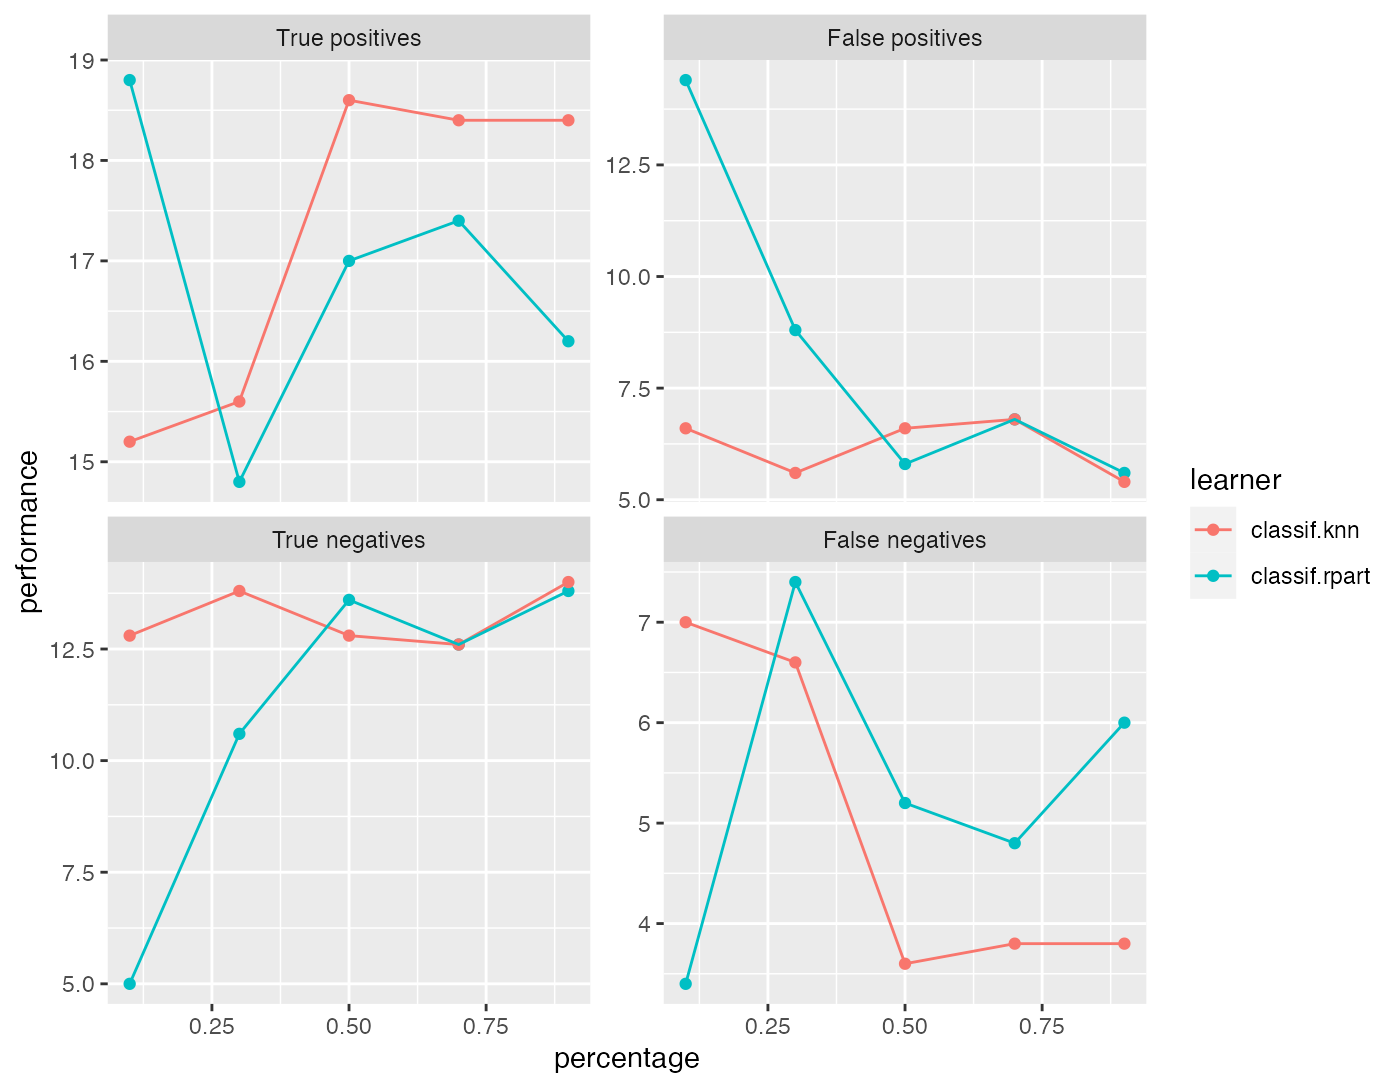 True positives
False positives
19
18
17
16
15
12.5
10.0
7.5
5.0
True negatives
False negatives
12.5
10.0
7.5
5.0
7
6
5
4
0.25 0.50 0.75
0.25 0.50 0.75
percentage
performance
learner
classif.knn
classif.rpart